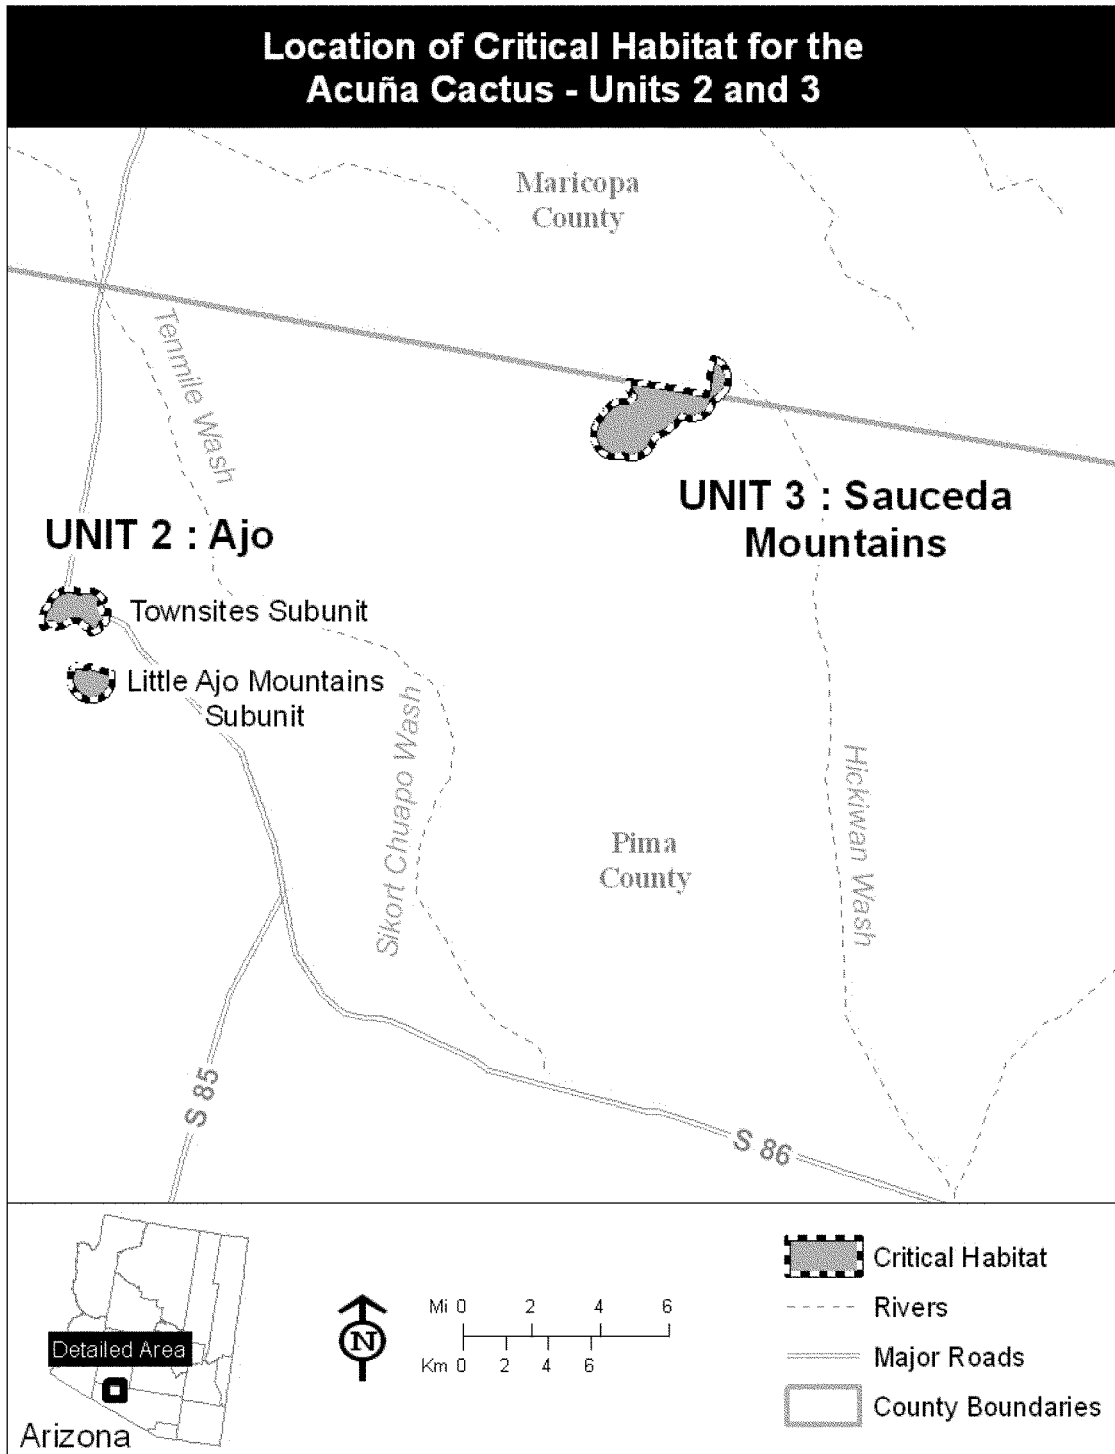 Location of Critical Habitat for the
Acuña Cactus - Units 2 and 3
Maricopa
County
Tenmile Wash
UNIT 3 : Sauceda
Mountains
UNIT 2 : Ajo
Townsites Subunit
Little Ajo Mountains
Subunit
Sikort Chuapo Wash
Hickiwan Wash
Pima
County
S 85
S 86
Detailed Area
Arizona
N
Mi 0 2 4 6
Km 0 2 4 6
Critical Habitat
Rivers
Major Roads
County Boundaries